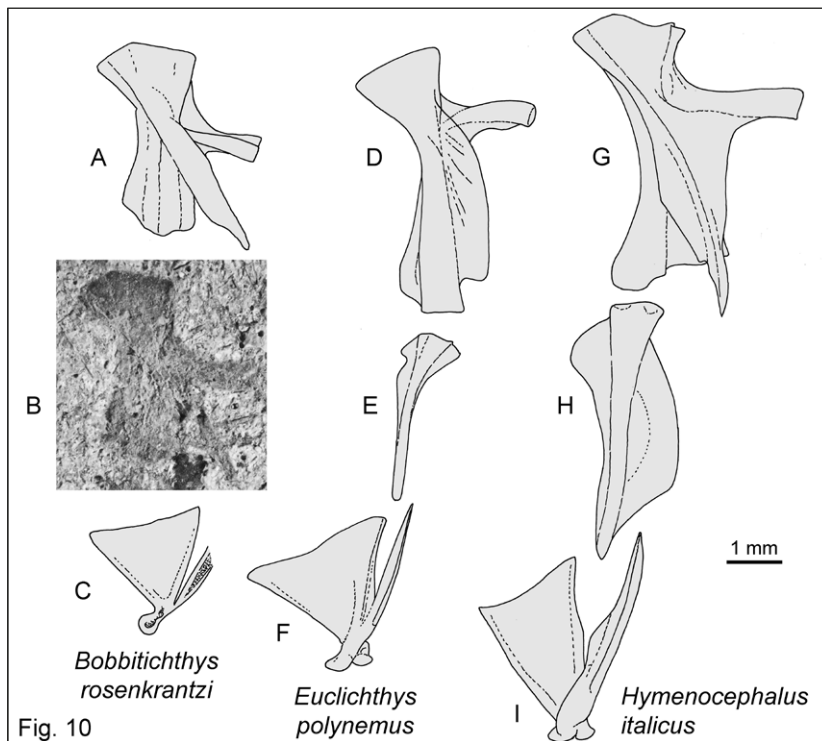 A
D
G
B
E
H
1 mm
C
F
I
Bobbitichthys
rosenkrantzi
Euclichthys
polynemus
Hymenocephalus
italicus
Fig. 10